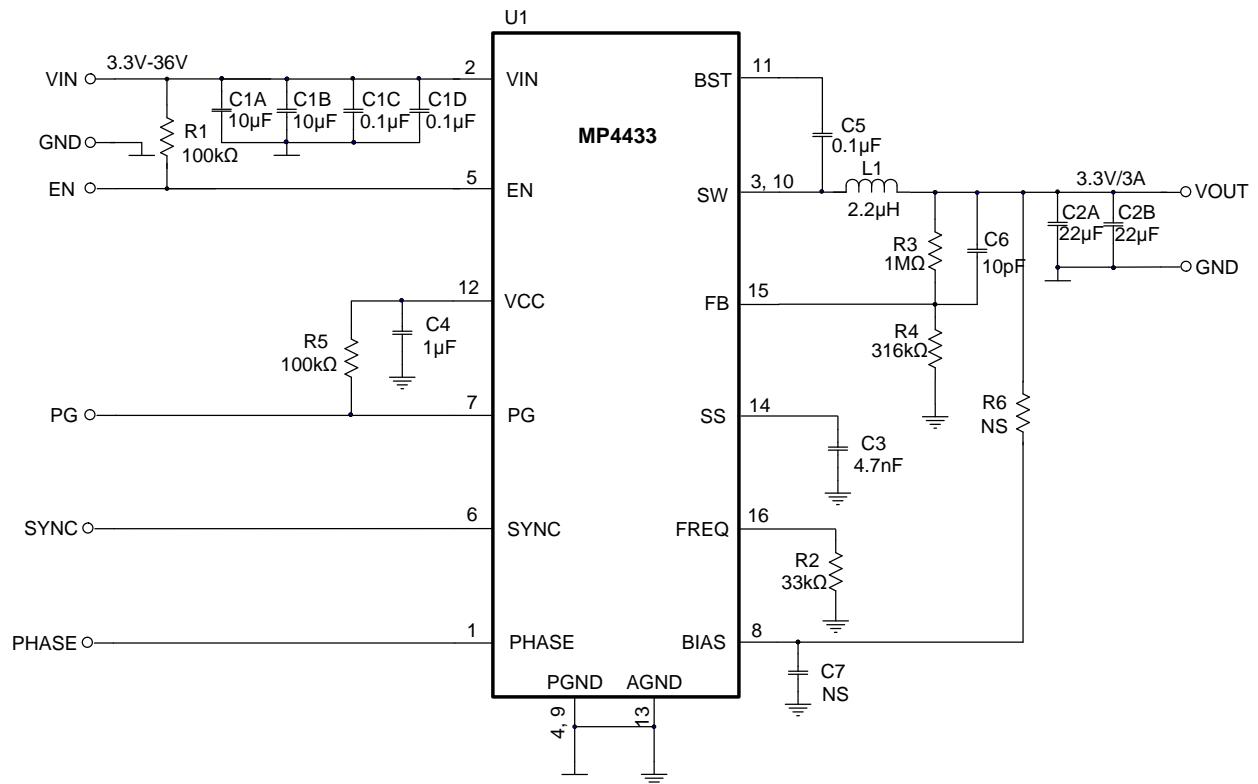 U1
3.3V-36V
VIN
2
VIN
BST
11
C1A
10µF
C1B
10µF
C1C
0.1µF
C1D
0.1µF
R1
100kΩ
GND
MP4433
C5
0.1µF
L1
2.2µH
EN
5
EN
SW
3, 10
3.3V/3A
VOUT
C2A
22µF
C2B
22µF
R3
1MΩ
C6
10pF
GND
12
VCC
FB
15
C4
1µF
R5
100kΩ
R4
316kΩ
PG
7
PG
SS
14
R6
NS
C3
4.7nF
SYNC
6
SYNC
FREQ
16
R2
33kΩ
PHASE
1
PHASE
BIAS
8
C7
NS
PGND
AGND
4, 9
13